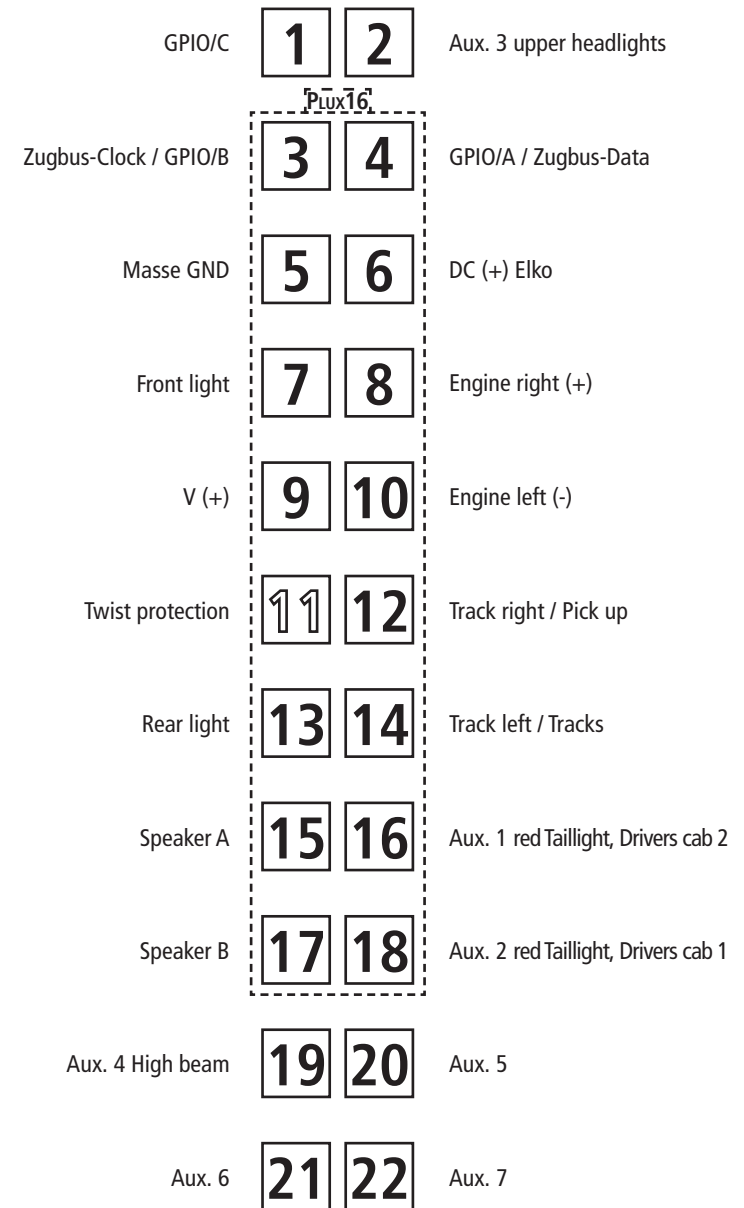 GPIO/C 1 2 Aux. 3 upper headlights
PLUX16
Zugbus-Clock / GPIO/B 3 4 GPIO/A / Zugbus-Data
Masse GND 5 6 DC (+) Elko
Front light 7 8 Engine right (+)
V (+) 9 10 Engine left (-)
Twist protection 11 12 Track right / Pick up
Rear light 13 14 Track left / Tracks
Speaker A 15 16 Aux. 1 red Taillight, Drivers cab 2
Speaker B 17 18 Aux. 2 red Taillight, Drivers cab 1
Aux. 4 High beam 19 20 Aux. 5
Aux. 6 21 22 Aux. 7